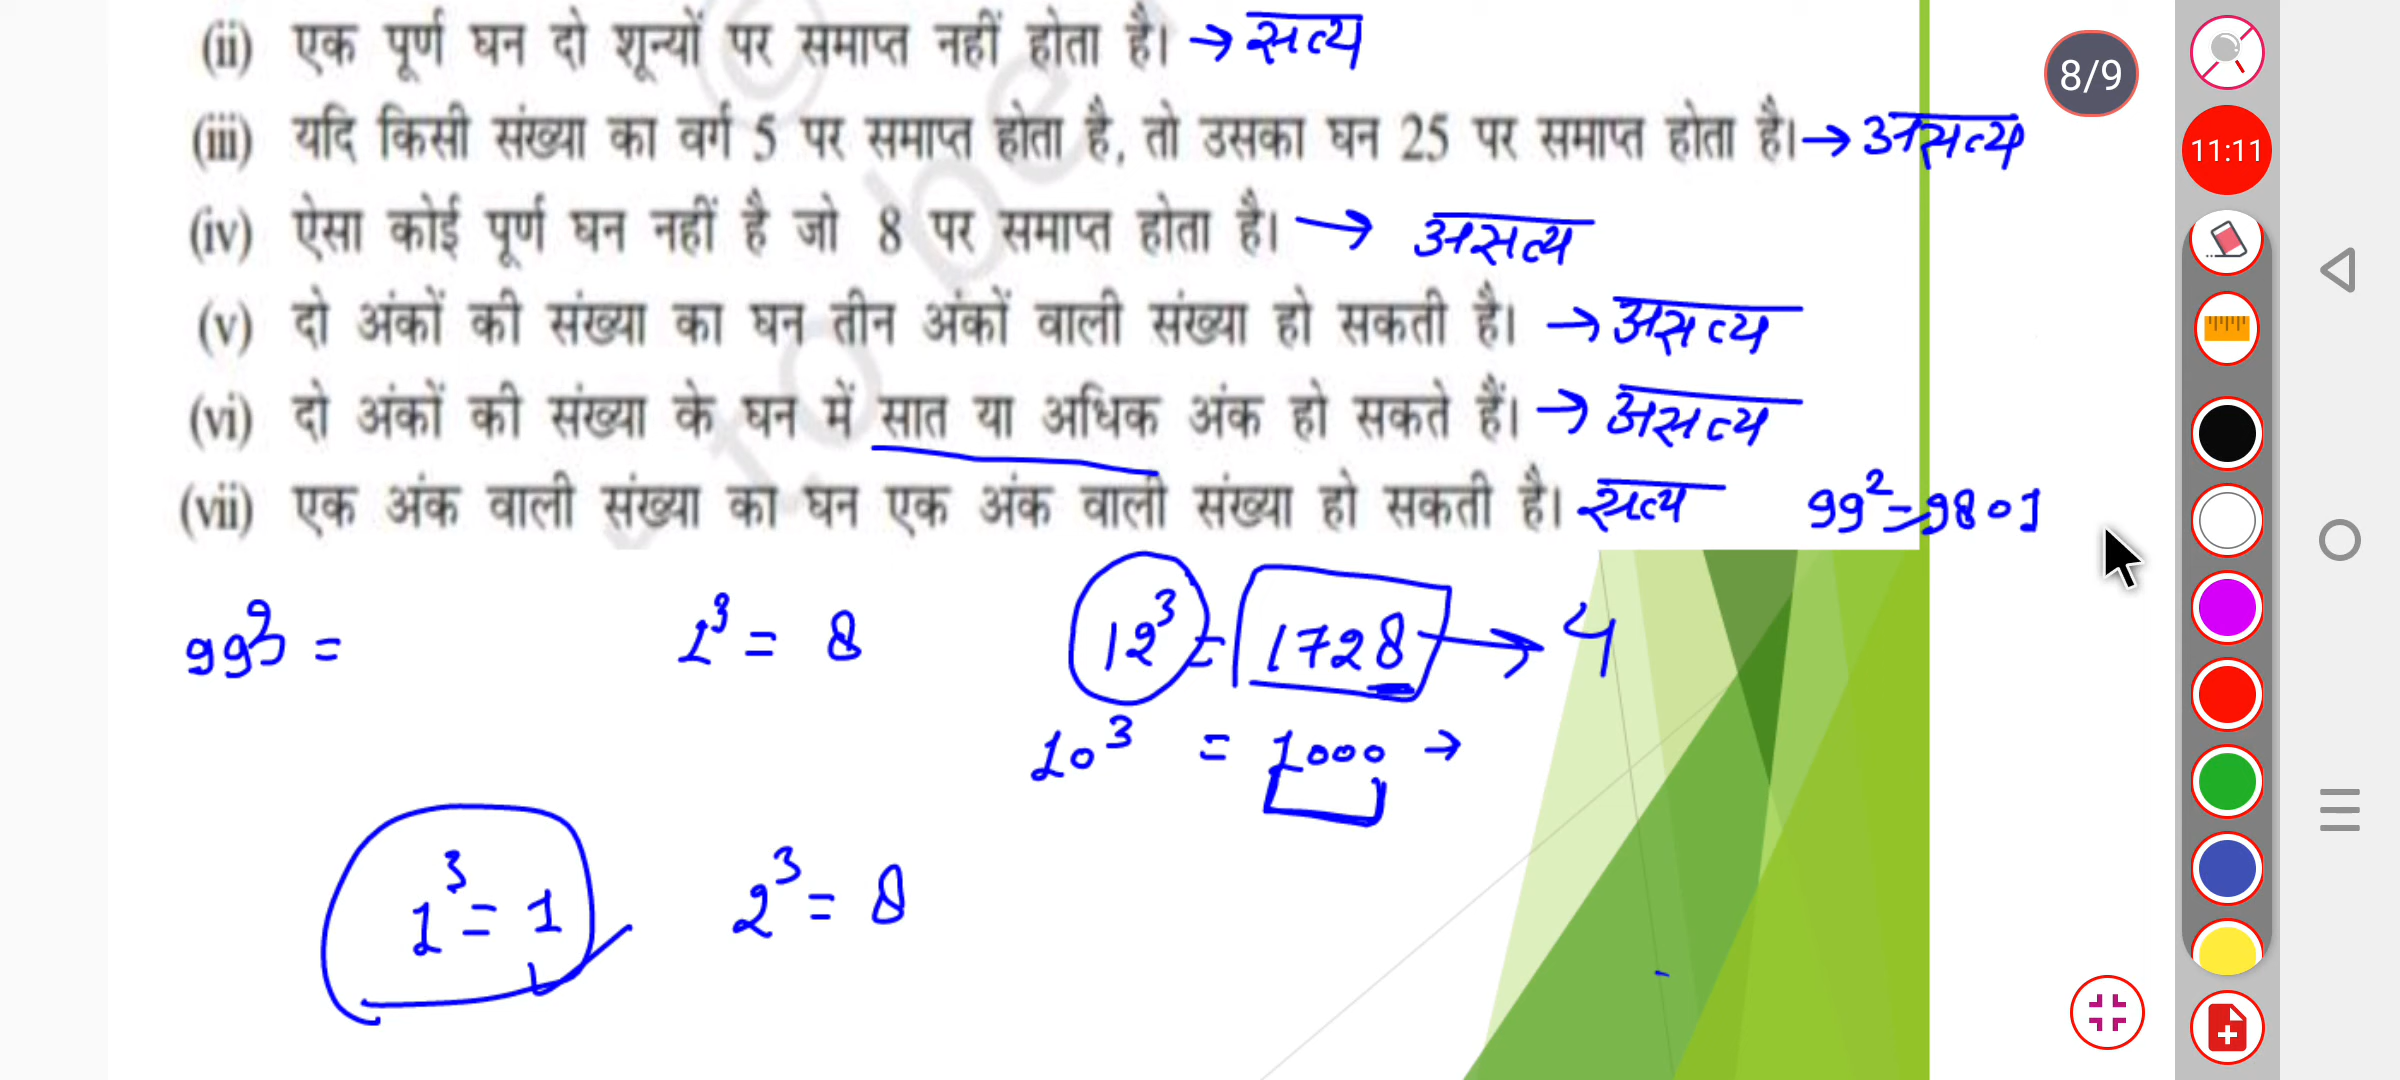 (ii) एक पूर्ण घन दो शून्यों पर समाप्त नहीं होता है। → सत्य
8/9
(iii) यदि किसी संख्या का वर्ग 5 पर समाप्त होता है, तो उसका घन 25 पर समाप्त होता है। → असत्य
11:11
(iv) ऐसा कोई पूर्ण घन नहीं है जो 8 पर समाप्त होता है। → असत्य
(v) दो अंकों की संख्या का घन तीन अंकों वाली संख्या हो सकती है। → असत्य
(vi) दो अंकों की संख्या के घन में सात या अधिक अंक हो सकते हैं। → असत्य
(vii) एक अंक वाली संख्या का घन एक अंक वाली संख्या हो सकती है। सत्य 99² = 9801
99³ = 1³ = 8 12³ = 1728 → 4
10³ = 1000 →
1³ = 1 2³ = 8
to be